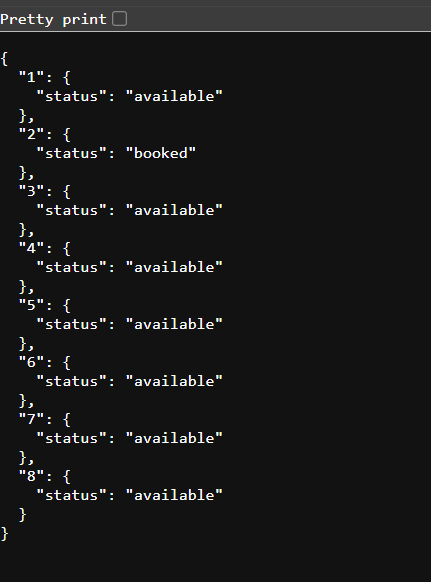 Pretty print
{
  "1": {
    "status": "available"
  },
  "2": {
    "status": "booked"
  },
  "3": {
    "status": "available"
  },
  "4": {
    "status": "available"
  },
  "5": {
    "status": "available"
  },
  "6": {
    "status": "available"
  },
  "7": {
    "status": "available"
  },
  "8": {
    "status": "available"
  }
}